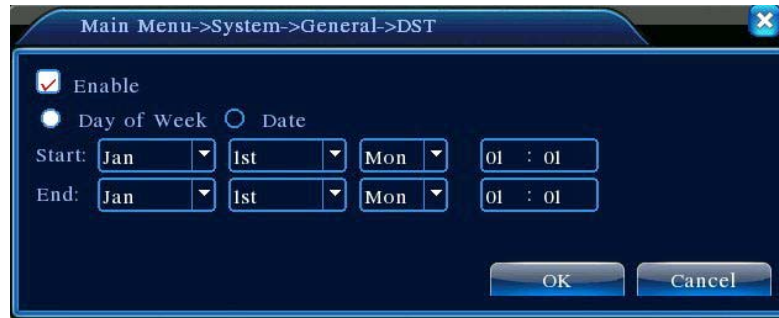 Main Menu->System->General->DST
Enable
Day of Week Date
Start: Jan 1st Mon 01 : 01
End: Jan 1st Mon 01 : 01
OK Cancel